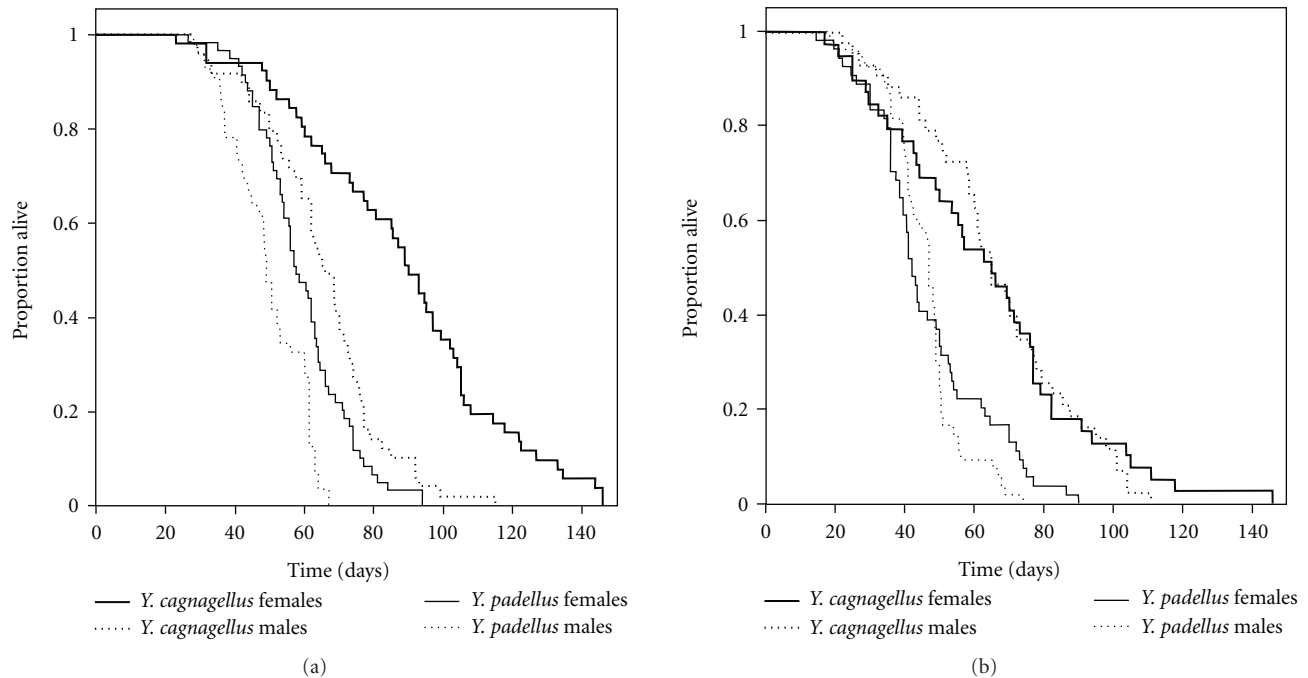 1
0.8
0.6
0.4
0.2
0
Proportion alive
0 20 40 60 80 100 120 140
Time (days)
Y. cagnagellus females
Y. cagnagellus males
Y. padellus females
Y. padellus males
(a)
1
0.8
0.6
0.4
0.2
0
Proportion alive
0 20 40 60 80 100 120 140
Time (days)
Y. cagnagellus females
Y. cagnagellus males
Y. padellus females
Y. padellus males
(b)